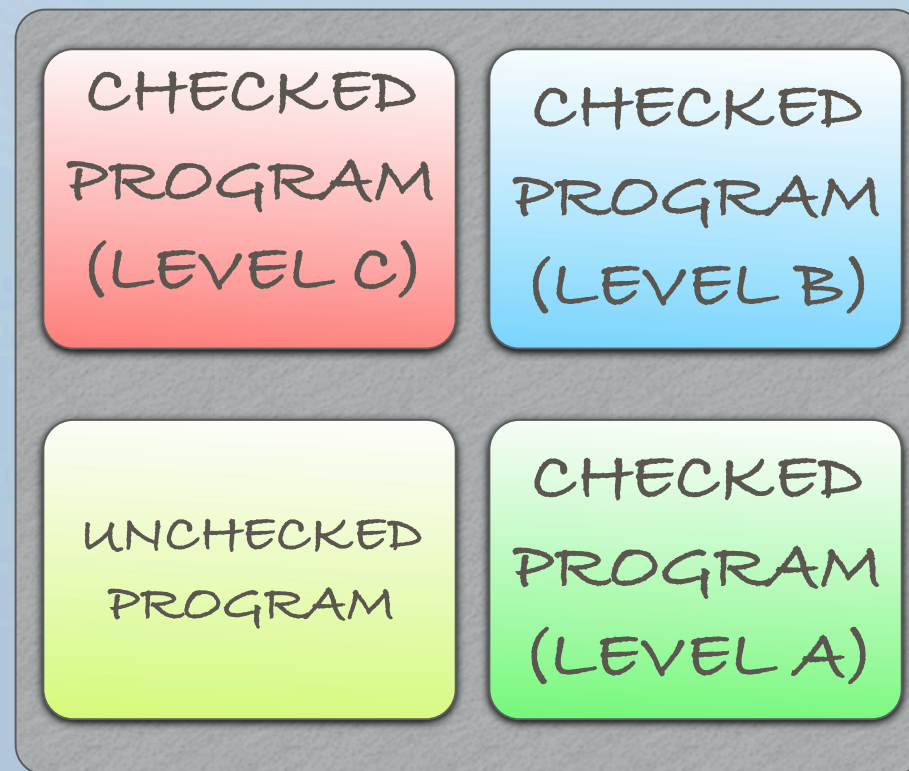 CHECKED
PROGRAM
(LEVEL C)
CHECKED
PROGRAM
(LEVEL B)
UNCHECKED
PROGRAM
CHECKED
PROGRAM
(LEVEL A)